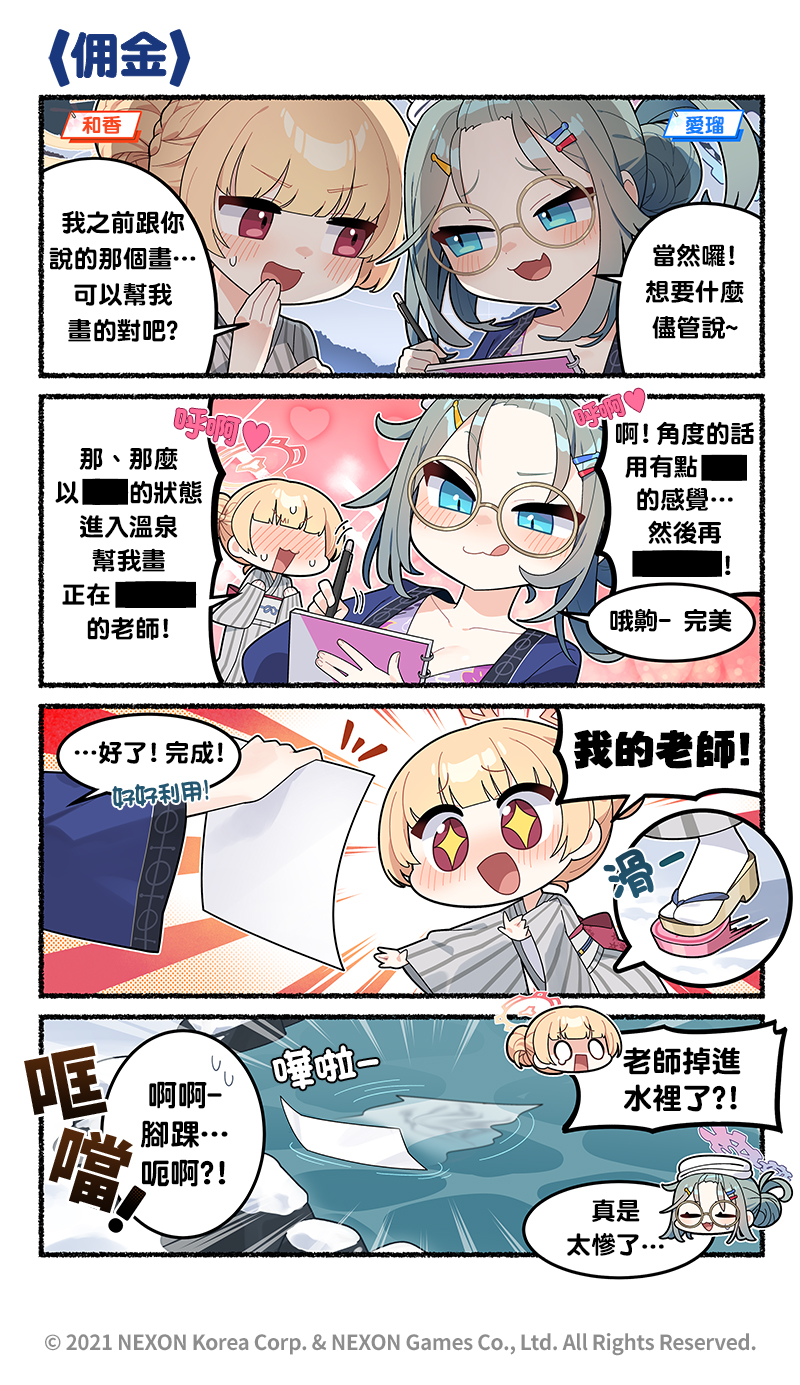 《佣金》
和香
愛瑠
我之前跟你
說的那個畫…
可以幫我
畫的對吧?
當然囉!
想要什麼
儘管說~
呼啊♥
呼啊♥
那、那麼
以 的狀態
進入溫泉
幫我畫
正在
的老師!
啊!角度的話
用有點
的感覺…
然後再
!
哦齁- 完美
…好了!完成!
好好利用!
我的老師!
滑-
哐噹!
啊啊-
腳踝…
呃啊?!
嘩啦-
老師掉進
水裡了?!
真是
太慘了…
© 2021 NEXON Korea Corp. & NEXON Games Co., Ltd. All Rights Reserved.